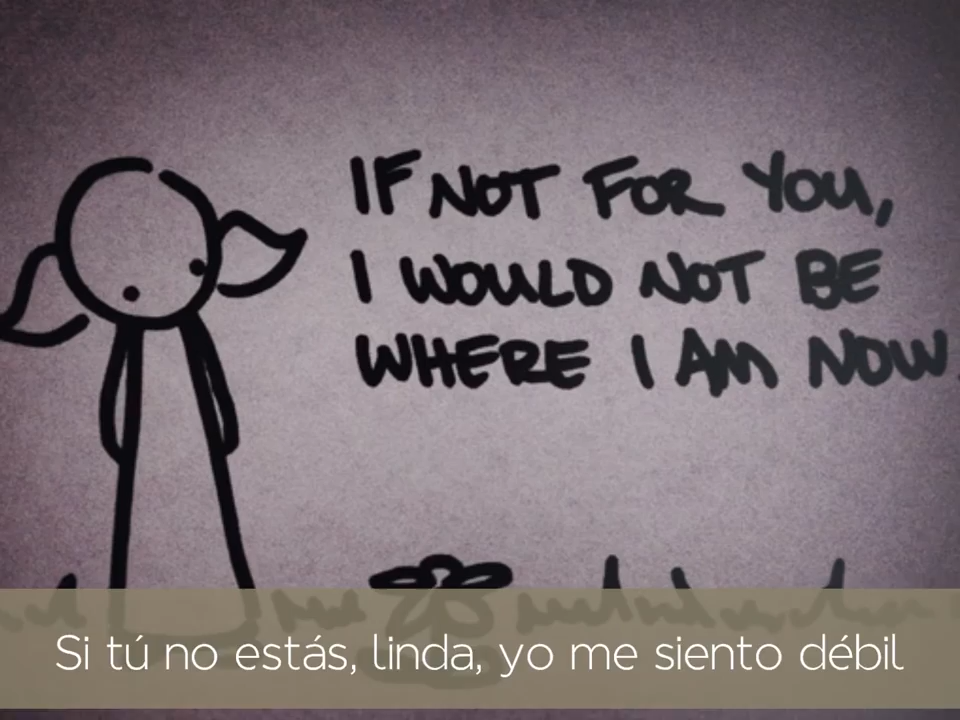 IF NOT FOR YOU,
I WOULD NOT BE
WHERE I AM NOW.
Si tú no estás, linda, yo me siento débil